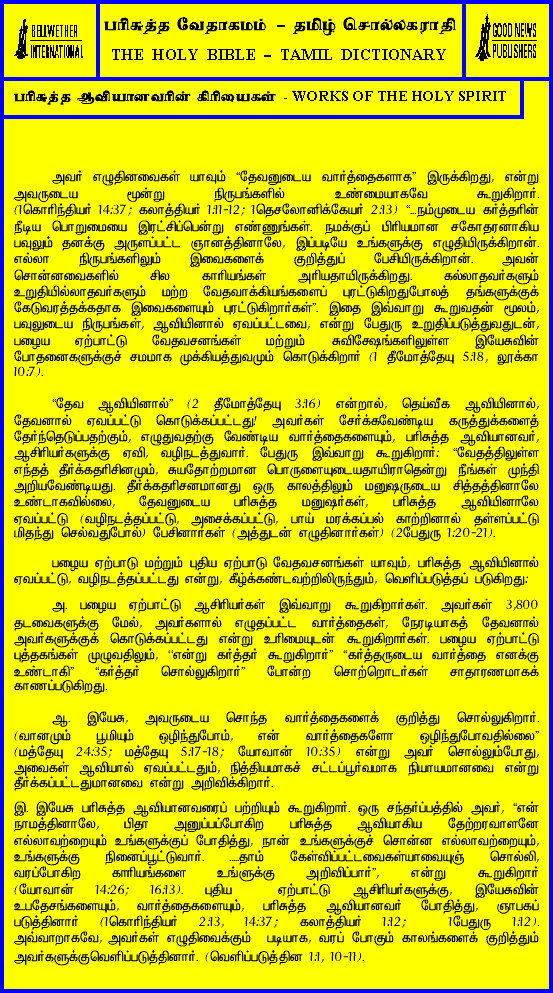 BELLWETHER
INTERNATIONAL
பரிசுத்த வேதாகமம் – தமிழ் சொல்லகராதி
THE HOLY BIBLE – TAMIL DICTIONARY
GOOD NEWS
PUBLISHERS
பரிசுத்த ஆவியானவரின் கிரியைகள் - WORKS OF THE HOLY SPIRIT
அவர் எழுதினவைகள் யாவும் “தேவனுடைய வார்த்தைகளாக” இருக்கிறது, என்று
அவருடைய மூன்று நிருபங்களில் உண்மையாகவே கூறுகிறார்.
(1கொரிந்தியர் 14:37; கலாத்தியர் 1:11-12; 1தெசலோனிக்கேயர் 2:13) “...நம்முடைய கர்த்தரின்
நீடிய பொறுமையை இரட்சிப்பென்று எண்ணுங்கள். நமக்குப் பிரியமான சகோதரனாகிய
பவுலும் தனக்கு அருளப்பட்ட ஞானத்தினாலே, இப்படியே உங்களுக்கு எழுதியிருக்கிறான்.
எல்லா நிருபங்களிலும் இவைகளைக் குறித்துப் பேசியிருக்கிறான். அவன்
சொன்னவைகளில் சில காரியங்கள் அரியதாயிருக்கிறது. கல்லாதவர்களும்
உறுதியில்லாதவர்களும் மற்ற வேதவாக்கியங்களைப் புரட்டுகிறதுபோலத் தங்களுக்குக்
கேடுவரத்தக்கதாக இவைகளையும் புரட்டுகிறார்கள்”. இதை இவ்வாறு கூறுவதன் மூலம்,
பவுலுடைய நிருபங்கள், ஆவியினால் ஏவப்பட்டவை, என்று பேதுரு உறுதிப்படுத்துவதுடன்,
பழைய ஏற்பாட்டு வேதவசனங்கள் மற்றும் சுவிசேஷங்களிலுள்ள இயேசுவின்
போதனைகளுக்குச் சமமாக முக்கியத்துவமும் கொடுக்கிறார் (1 தீமோத்தேயு 5:18, லூக்கா
10:7).
“தேவ ஆவியினால்” (2 தீமோத்தேயு 3:16) என்றால், தெய்வீக ஆவியினால்,
தேவனால் ஏவப்பட்டு கொடுக்கப்பட்டது! அவர்கள் சேர்க்கவேண்டிய கருத்துக்களைத்
தேர்ந்தெடுப்பதற்கும், எழுதுவதற்கு வேண்டிய வார்த்தைகளையும், பரிசுத்த ஆவியானவர்,
ஆசிரியர்களுக்கு ஏவி, வழிநடத்துவார். பேதுரு இவ்வாறு கூறுகிறார்: “வேதத்திலுள்ள
எந்தத் தீர்க்கதரிசினமும், சுயதோற்றமான பொருளையுடையதாயிராதென்று நீங்கள் முந்தி
அறியவேண்டியது. தீர்க்கதரிசனமானது ஒரு காலத்திலும் மனுஷருடைய சித்தத்தினாலே
உண்டாகவில்லை, தேவனுடைய பரிசுத்த மனுஷர்கள், பரிசுத்த ஆவியினாலே
ஏவப்பட்டு (வழிநடத்தப்பட்டு, அசைக்கப்பட்டு, பாய் மரக்கப்பல் காற்றினால் தள்ளப்பட்டு
மிதந்து செல்வதுபோல்) பேசினார்கள் (அத்துடன் எழுதினார்கள்) (2பேதுரு 1:20-21).
பழைய ஏற்பாடு மற்றும் புதிய ஏற்பாடு வேதவசனங்கள் யாவும், பரிசுத்த ஆவியினால்
ஏவப்பட்டு, வழிநடத்தப்பட்டது என்று, கீழ்க்கண்டவற்றிலிருந்தும், வெளிப்படுத்தப் படுகிறது:
அ. பழைய ஏற்பாட்டு ஆசிரியர்கள் இவ்வாறு கூறுகிறார்கள். அவர்கள் 3,800
தடவைகளுக்கு மேல், அவர்களால் எழுதப்பட்ட வார்த்தைகள், நேரடியாகத் தேவனால்
அவர்களுக்குக் கொடுக்கப்பட்டது என்று உரிமையுடன் கூறுகிறார்கள். பழைய ஏற்பாட்டு
புத்தகங்கள் முழுவதிலும், “என்று கர்த்தர் கூறுகிறார்” “கர்த்தருடைய வார்த்தை எனக்கு
உண்டாகி” “கர்த்தர் சொல்லுகிறார்” போன்ற சொற்றொடர்கள் சாதாரணமாகக்
காணப்படுகிறது.
ஆ. இயேசு, அவருடைய சொந்த வார்த்தைகளைக் குறித்து சொல்லுகிறார்.
(வானமும் பூமியும் ஒழிந்துபோம், என் வார்த்தைகளோ ஒழிந்துபோவதில்லை”
(மத்தேயு 24:35; மத்தேயு 5:17-18; யோவான் 10:35) என்று அவர் சொல்லும்போது,
அவைகள் ஆவியால் ஏவப்பட்டதும், நித்தியமாகச் சட்டப்பூர்வமாக நியாயமானவை என்று
தீர்க்கப்பட்டதுமானவை என்று அறிவிக்கிறார்.
இ. இயேசு பரிசுத்த ஆவியானவரைப் பற்றியும் கூறுகிறார். ஒரு சந்தர்ப்பத்தில் அவர், “என்
நாமத்தினாலே, பிதா அனுப்பப்போகிற பரிசுத்த ஆவியாகிய தேற்றரவாளனே
எல்லாவற்றையும் உங்களுக்குப் போதித்து, நான் உங்களுக்குச் சொன்ன எல்லாவற்றையும்,
உங்களுக்கு நினைப்பூட்டுவார். ....தாம் கேள்விப்பட்டவைகள்யாவையுஞ் சொல்லி,
வரப்போகிற காரியங்களை உங்ளுக்கு அறிவிப்பார்”, என்று கூறுகிறார்
(யோவான் 14:26; 16:13). புதிய ஏற்பாட்டு ஆசிரியர்களுக்கு, இயேசுவின்
உபதேசங்களையும், வார்த்தைகளையும், பரிசுத்த ஆவியானவர் போதித்து, ஞாபகப்
படுத்தினார் (1கொரிந்தியர் 2:13, 14:37; கலாத்தியர் 1:12; 1பேதுரு 1:12).
அவ்வாறாகவே, அவர்கள் எழுதிவைக்கும் படியாக, வரப் போகும் காலங்களைக் குறித்தும்
அவர்களுக்குவெளிப்படுத்தினார். (வெளிப்படுத்தின 1:1, 10-11).